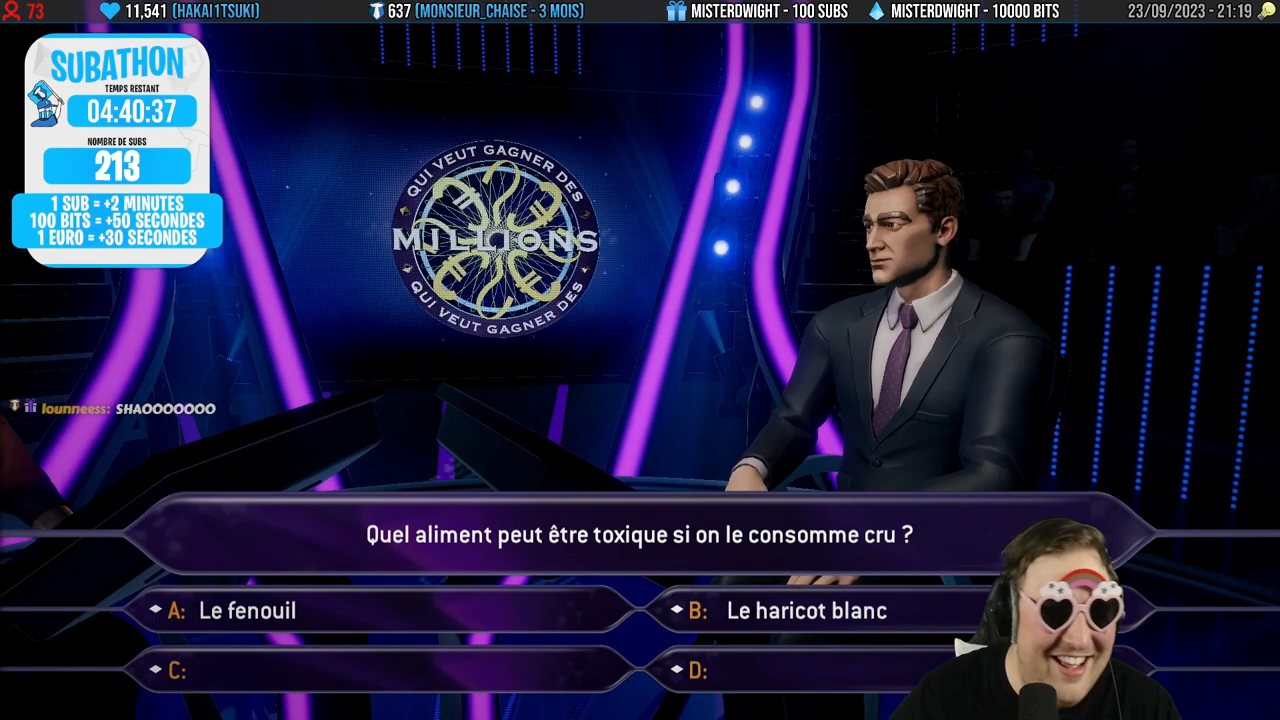 73
11,541 (HAKAI1TSUKI)
637 (MONSIEUR_CHAISE - 3 MOIS)
MISTERDWIGHT - 100 SUBS
MISTERDWIGHT - 10000 BITS
23/09/2023 - 21:19
SUBATHON
TEMPS RESTANT
04:40:37
NOMBRE DE SUBS
213
1 SUB = +2 MINUTES
100 BITS = +50 SECONDES
1 EURO = +30 SECONDES
QUI VEUT GAGNER DES
MILLIONS
QUI VEUT GAGNER DES
lounneess: SHAOOOOOOO
Quel aliment peut être toxique si on le consomme cru ?
A: Le fenouil
B: Le haricot blanc
C:
D: